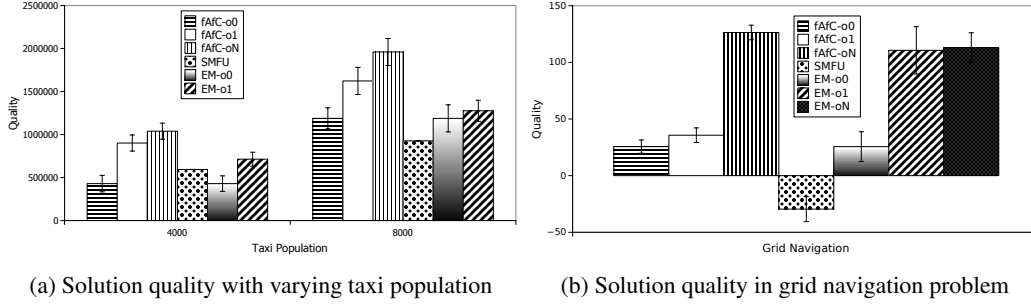 2500000
2000000
1500000
1000000
500000
0
Quality
fAfC-o0
fAfC-o1
fAfC-oN
SMFU
EM-o0
EM-o1
4000
8000
Taxi Population
(a) Solution quality with varying taxi population
150
100
50
0
−50
Quality
fAfC-o0
fAfC-o1
fAfC-oN
SMFU
EM-o0
EM-o1
EM-oN
Grid Navigation
(b) Solution quality in grid navigation problem